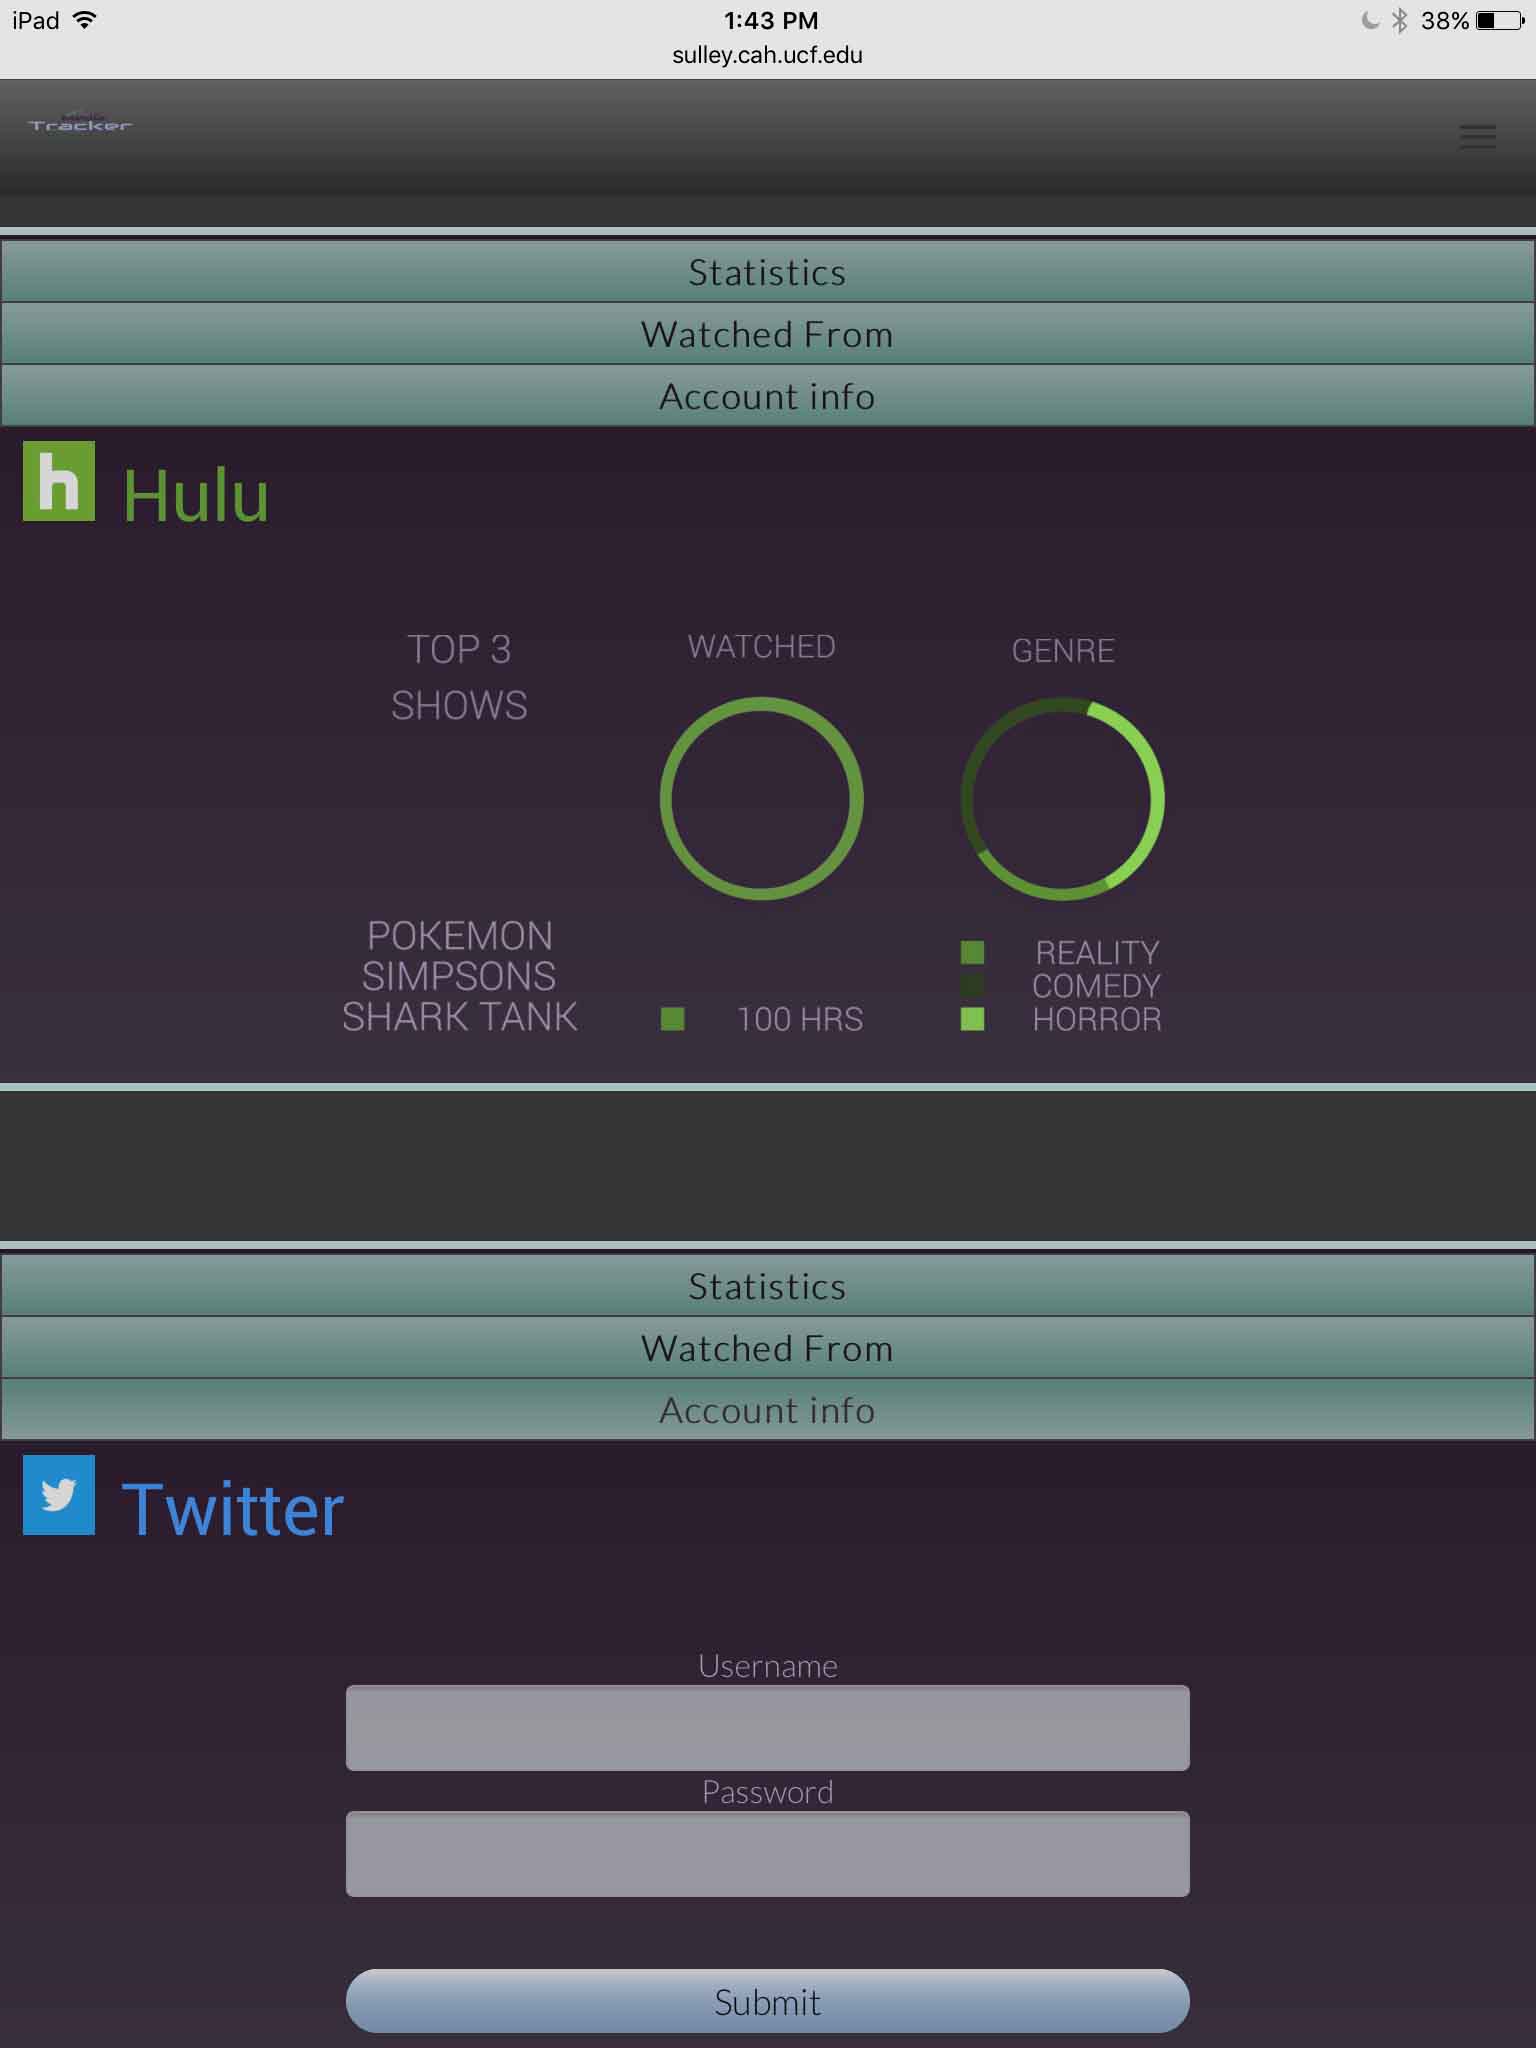 iPad 1:43 PM 38%
sulley.cah.ucf.edu
Media
Tracker
Statistics
Watched From
Account info
h Hulu
TOP 3
SHOWS
WATCHED
GENRE
POKEMON
SIMPSONS
SHARK TANK
100 HRS
REALITY
COMEDY
HORROR
Statistics
Watched From
Account info
Twitter
Username
Password
Submit